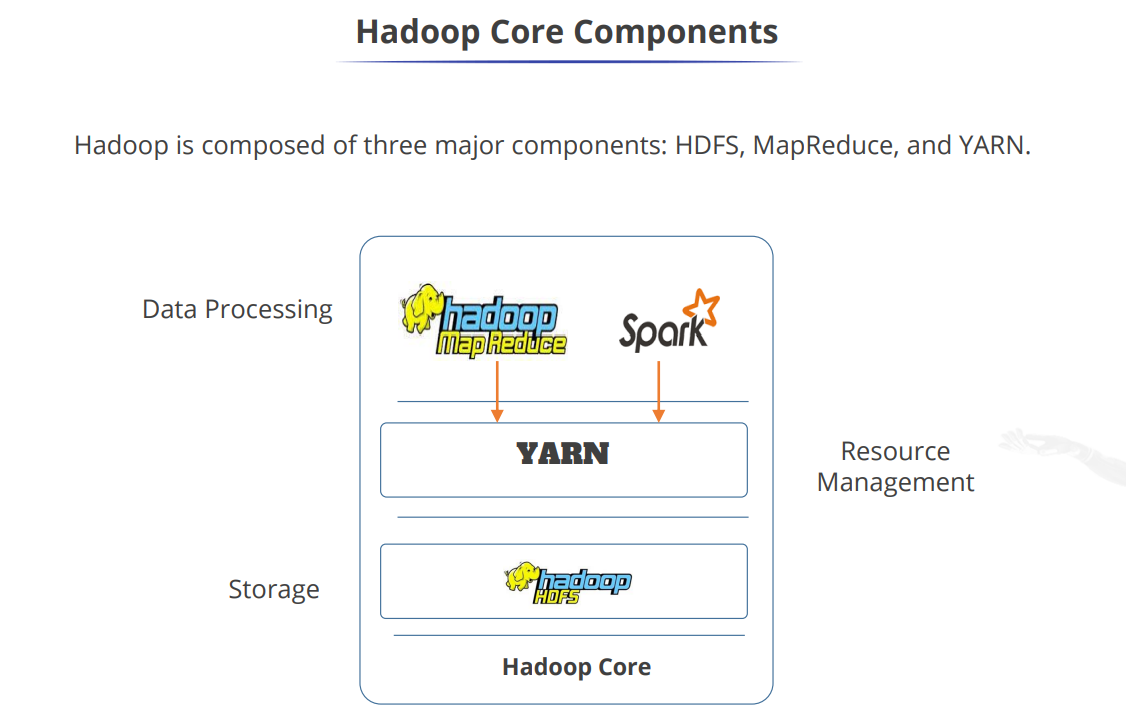 Hadoop Core Components
Hadoop is composed of three major components: HDFS, MapReduce, and YARN.
Data Processing
hadoop
Map Reduce
Spark
YARN
Resource
Management
Storage
hadoop
HDFS
Hadoop Core